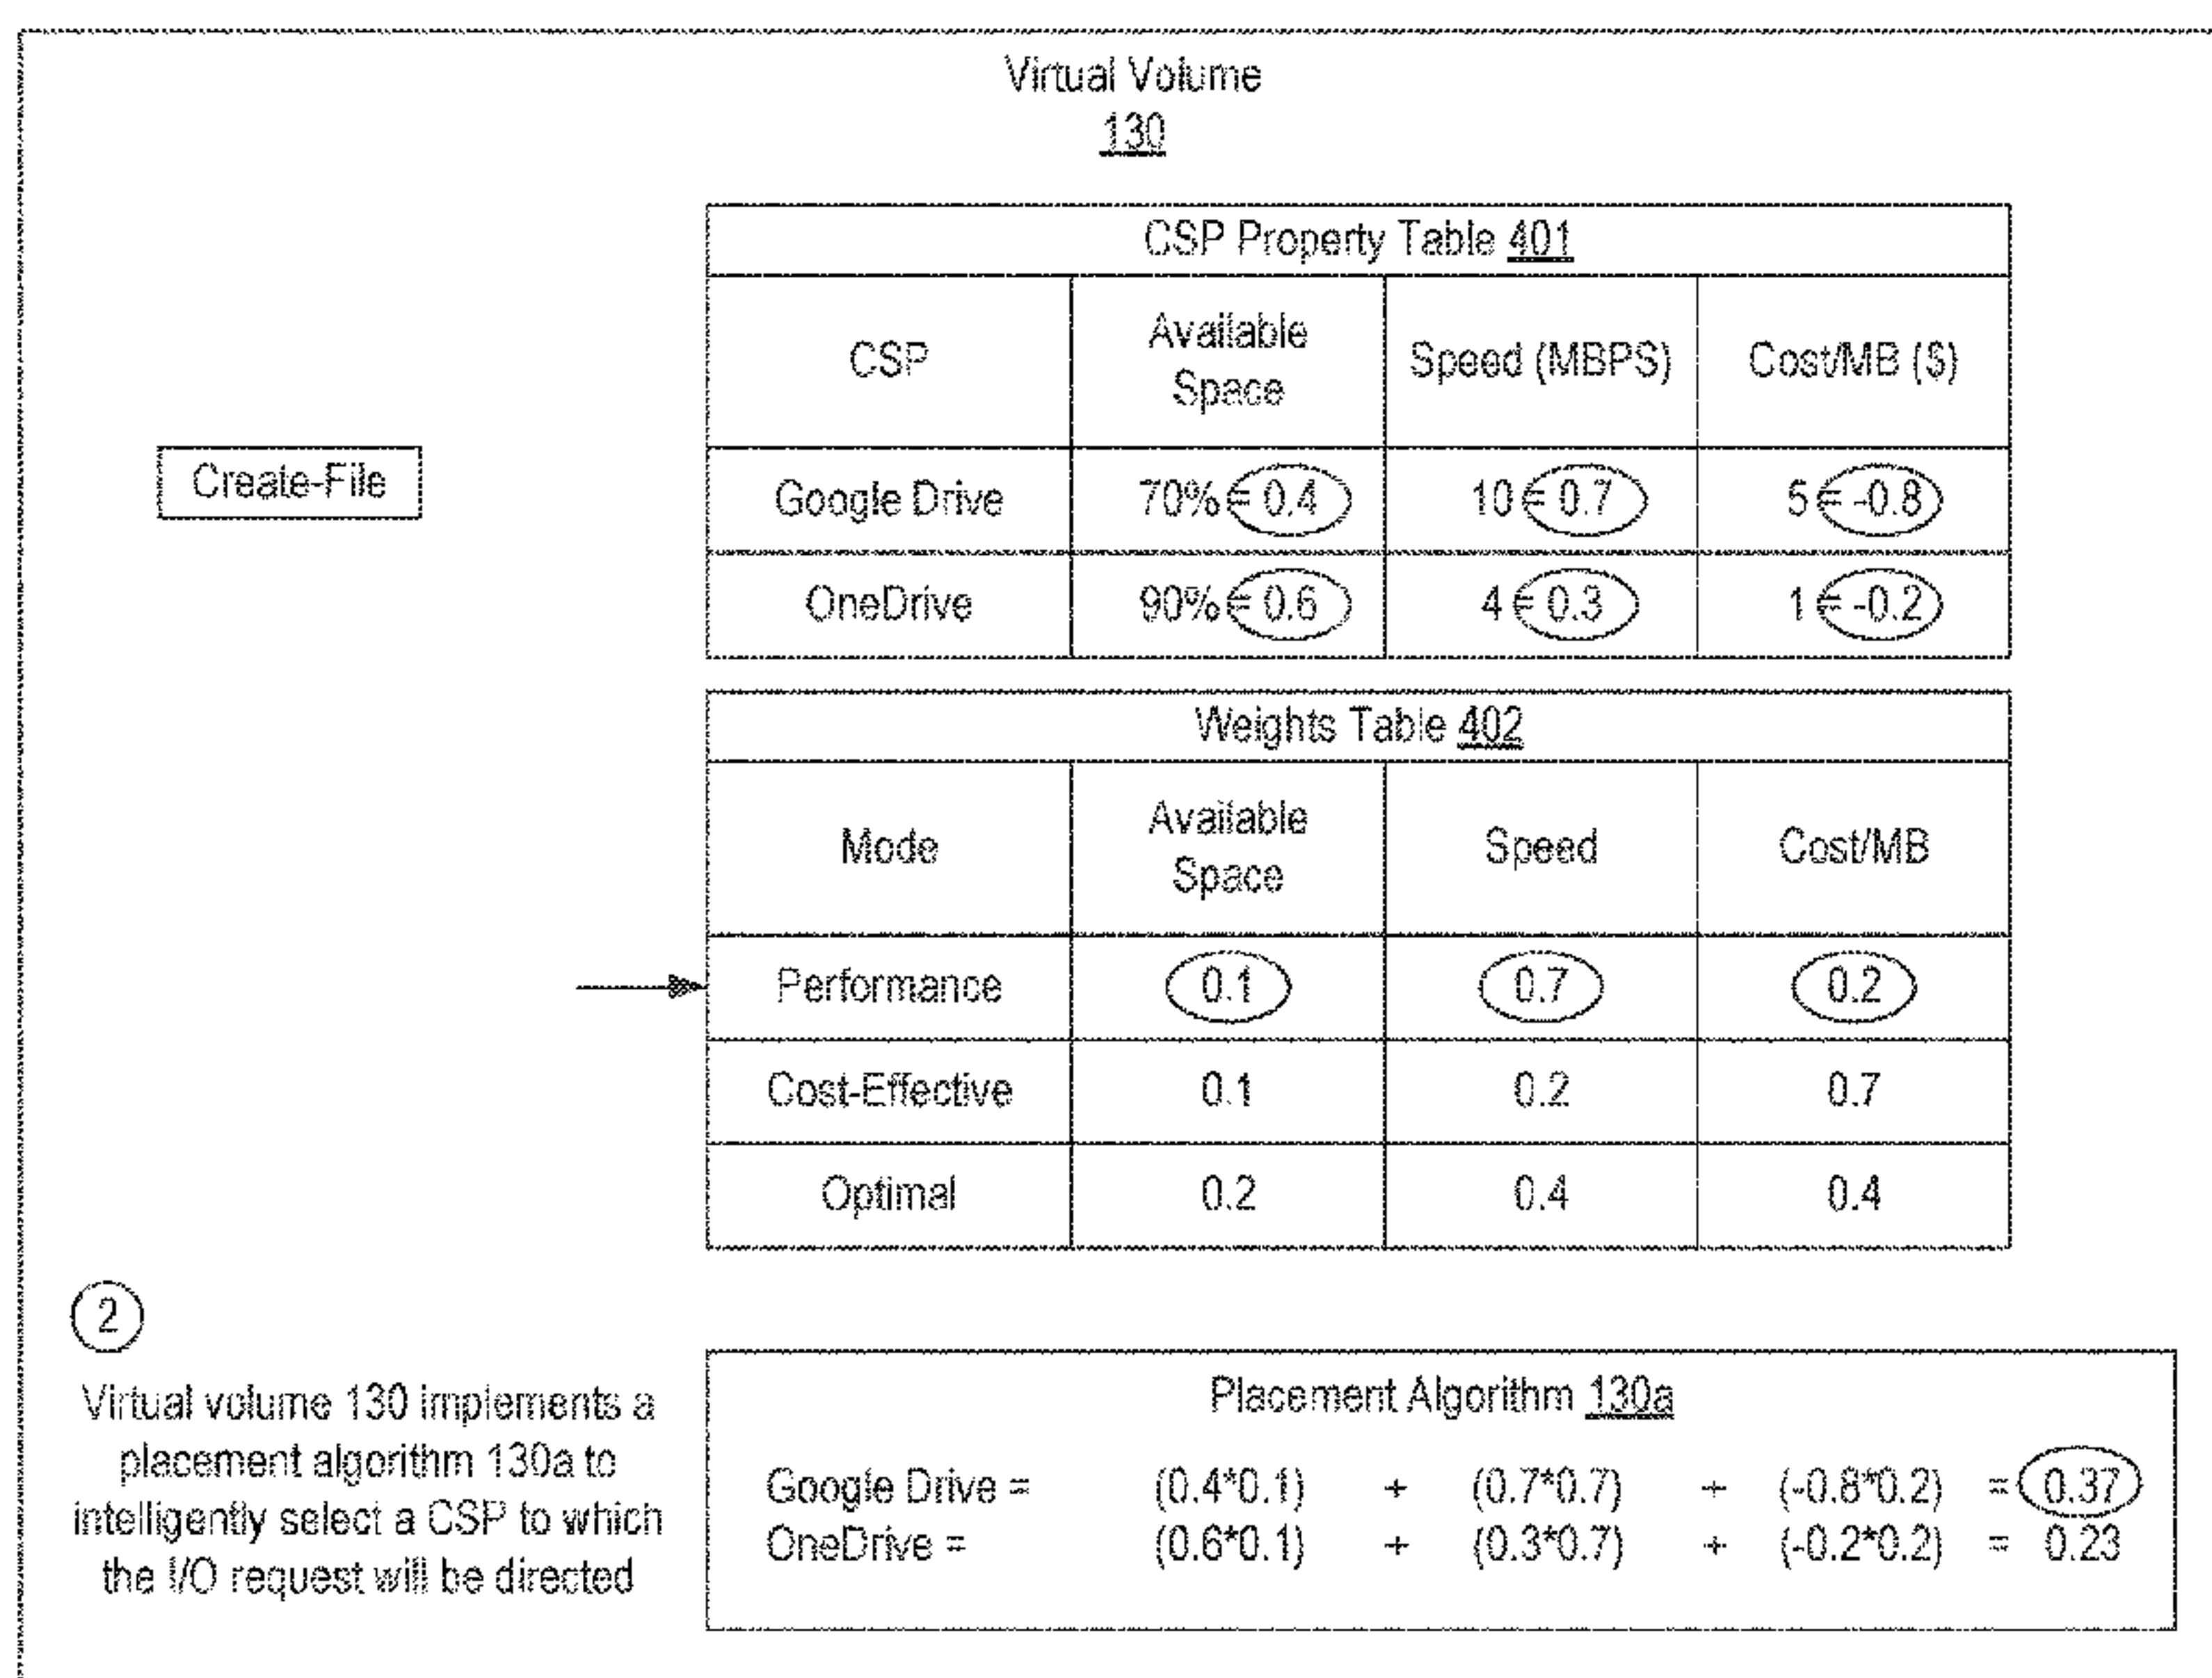 Virtual Volume
130
CSP Property Table 401
CSP Available Space Speed (MBPS) Cost/MB ($)
Google Drive 70% = 0.4 10 = 0.7 5 = -0.8
OneDrive 90% = 0.6 4 = 0.3 1 = -0.2
Create-File
Weights Table 402
Mode Available Space Speed Cost/MB
Performance 0.1 0.7 0.2
Cost-Effective 0.1 0.2 0.7
Optimal 0.2 0.4 0.4
2
Virtual volume 130 implements a
placement algorithm 130a to
intelligently select a CSP to which
the I/O request will be directed
Placement Algorithm 130a
Google Drive = (0.4*0.1) + (0.7*0.7) + (-0.8*0.2) = 0.37
OneDrive = (0.6*0.1) + (0.3*0.7) + (-0.2*0.2) = 0.23